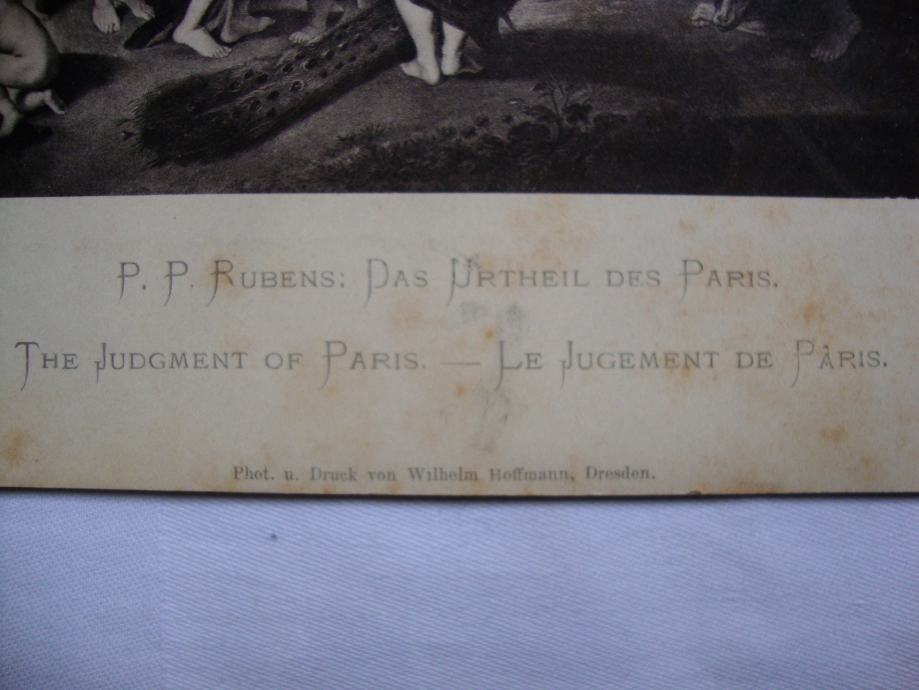 P. P. RUBENS: DAS URTHEIL DES PARIS.
THE JUDGMENT OF PARIS. — LE JUGEMENT DE PÂRIS.
Phot. u. Druck von Wilhelm Hoffmann, Dresden.